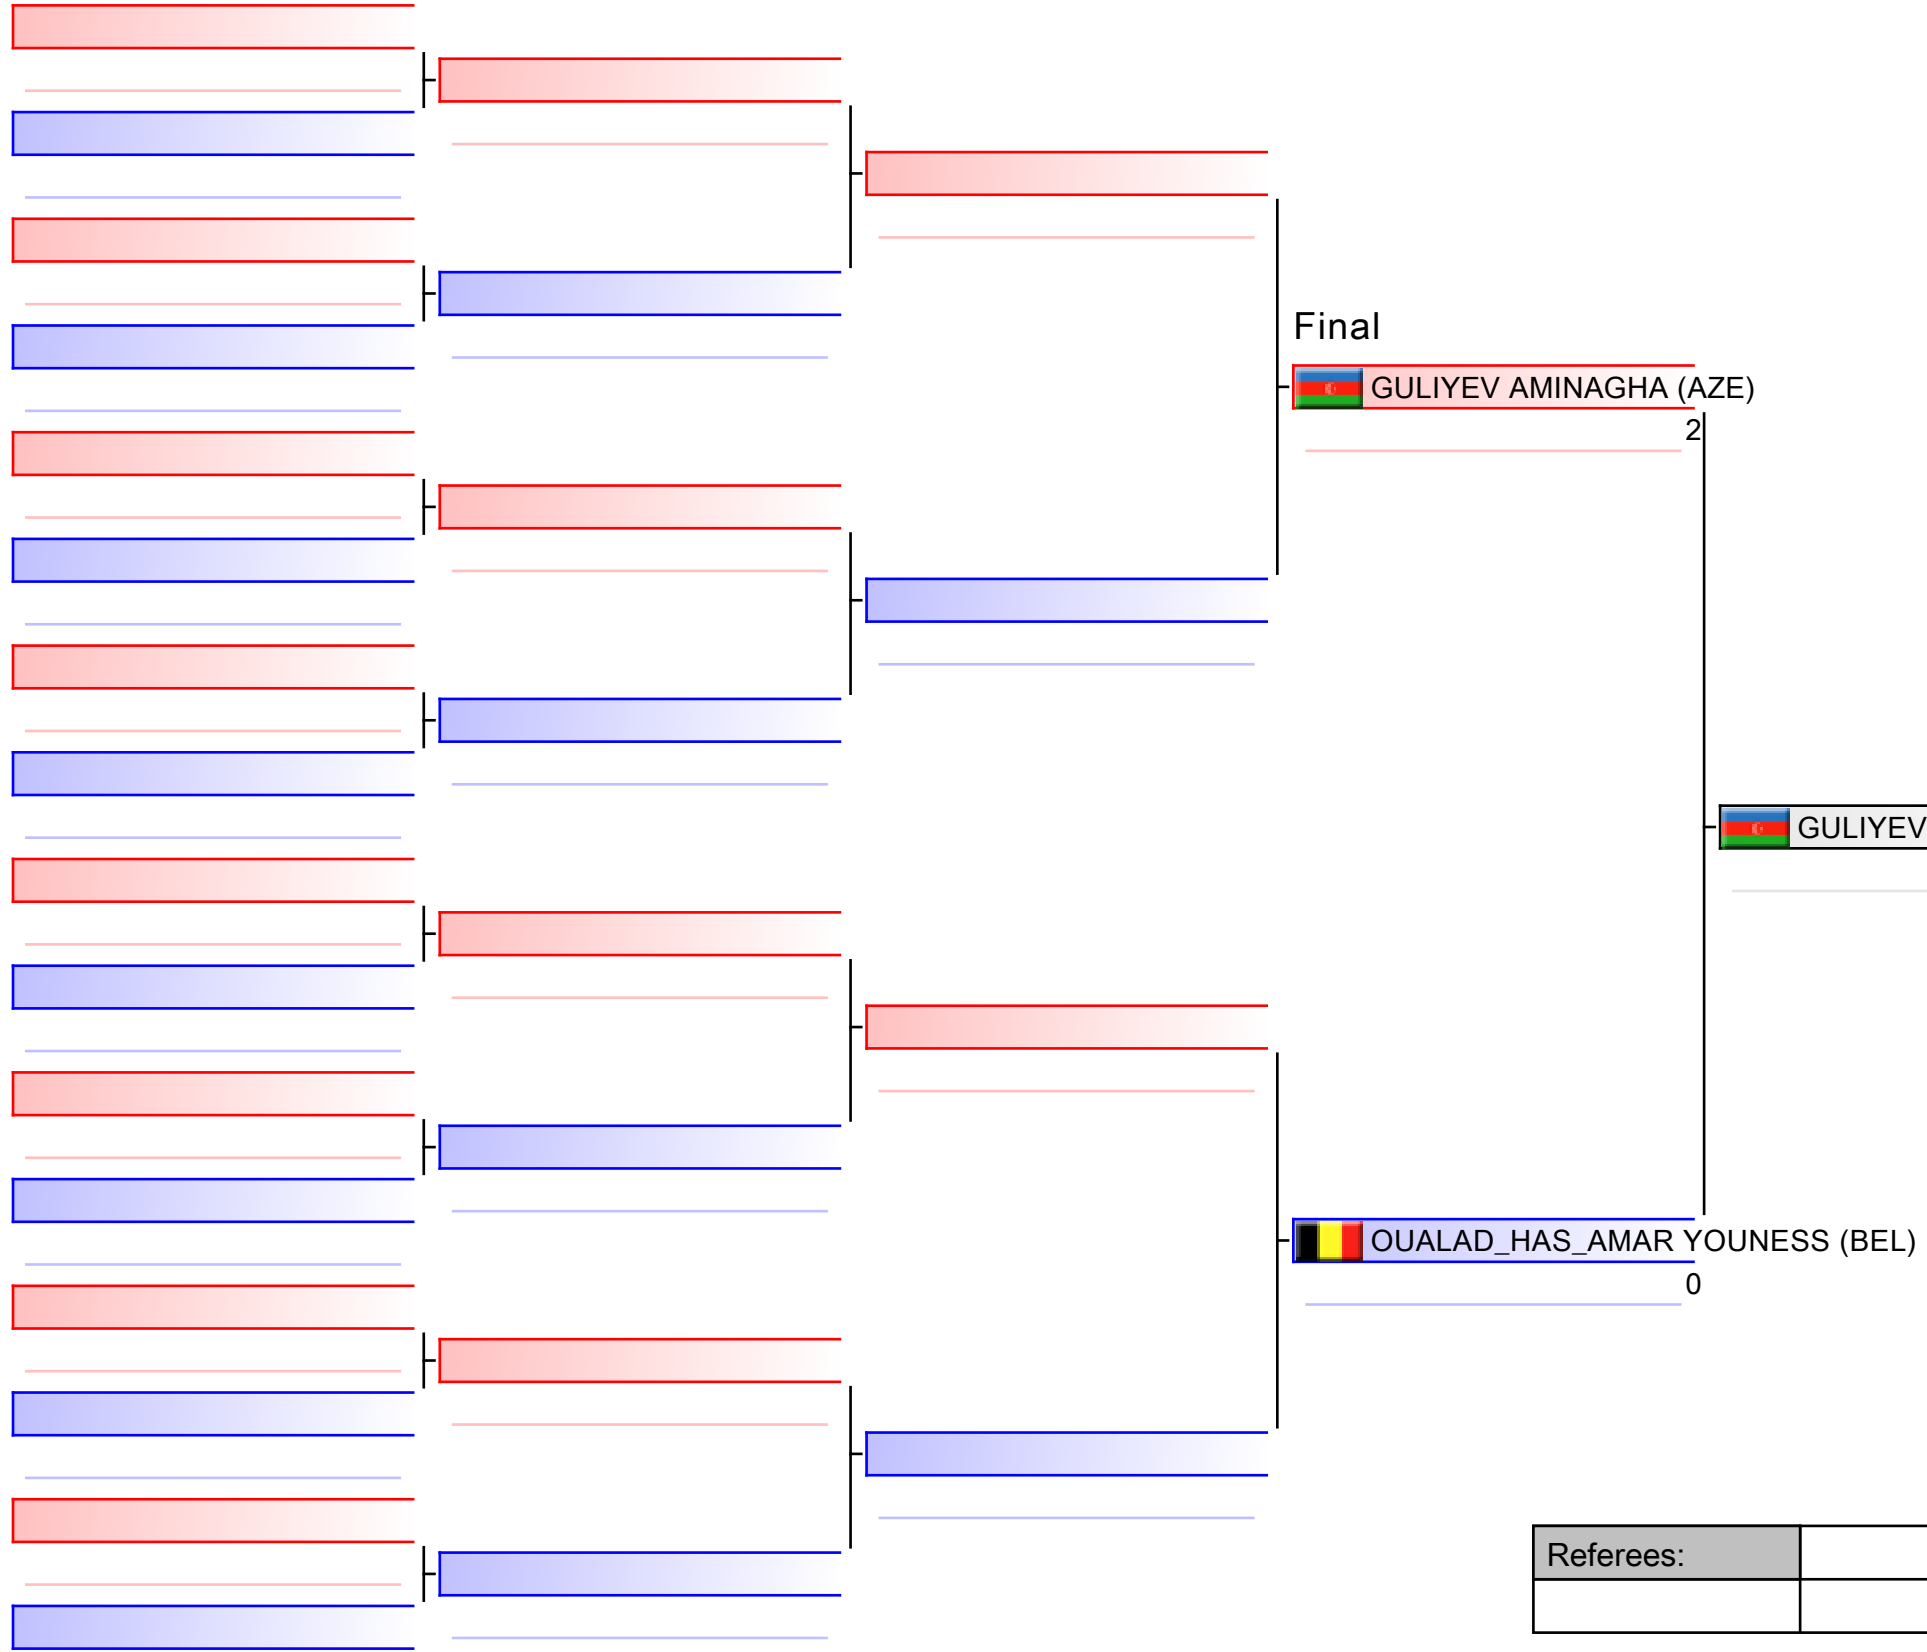 Final
GULIYEV AMINAGHA (AZE)
2
GULIYEV
OUALAD_HAS_AMAR YOUNESS (BEL)
0
Referees: